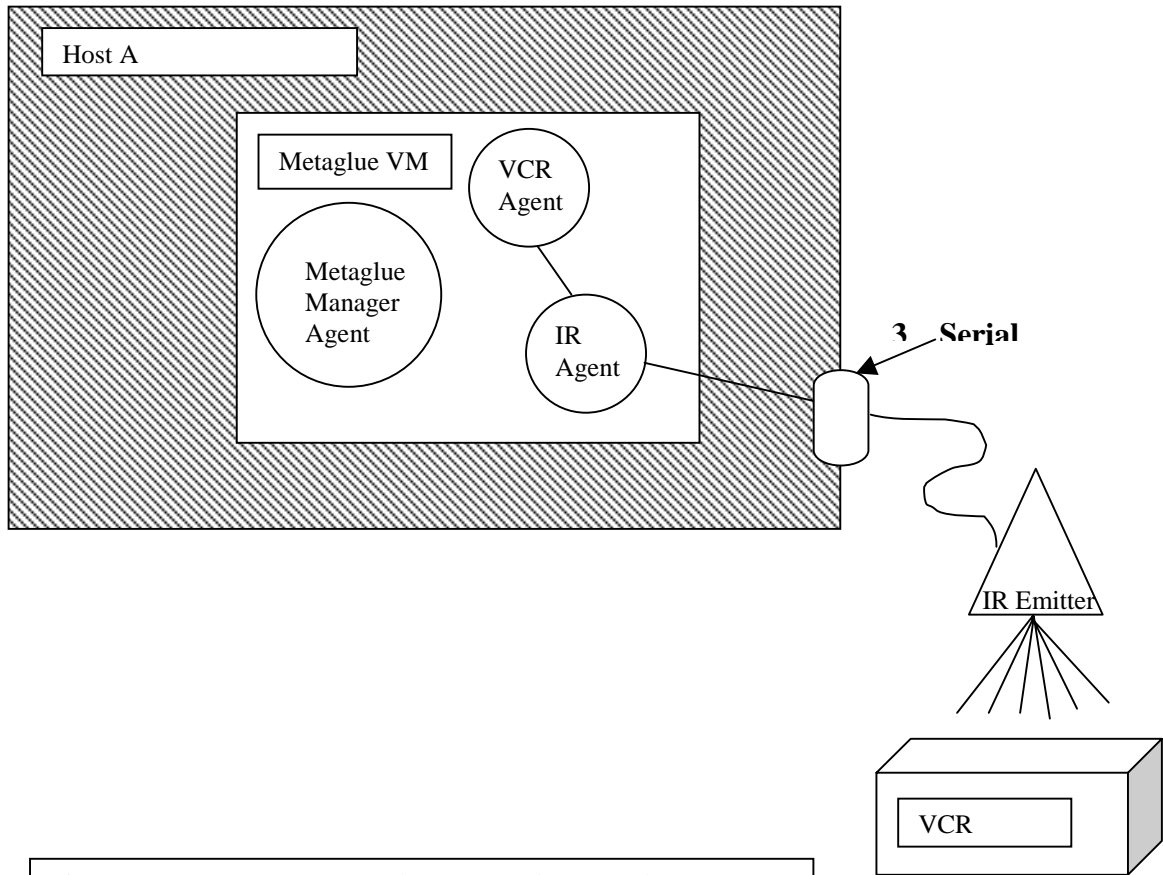 Host A
Metaglue VM
VCR
Agent
Metaglue
Manager
Agent
IR
Agent
3 Serial
IR Emitter
VCR